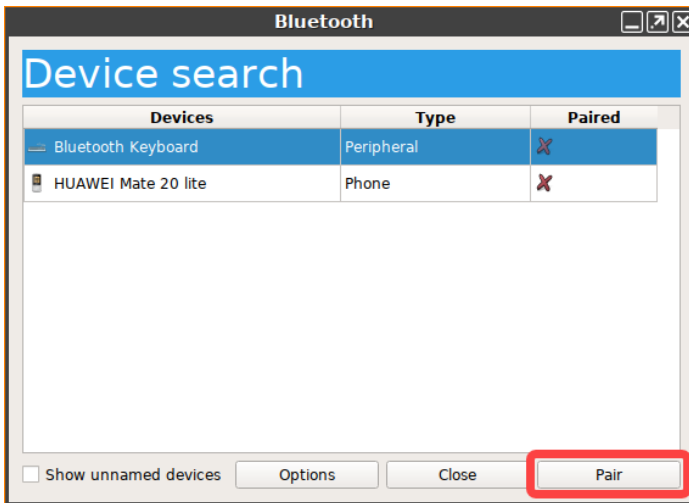 Bluetooth
Device search
Devices Type Paired
Bluetooth Keyboard Peripheral
HUAWEI Mate 20 lite Phone
Show unnamed devices Options Close Pair